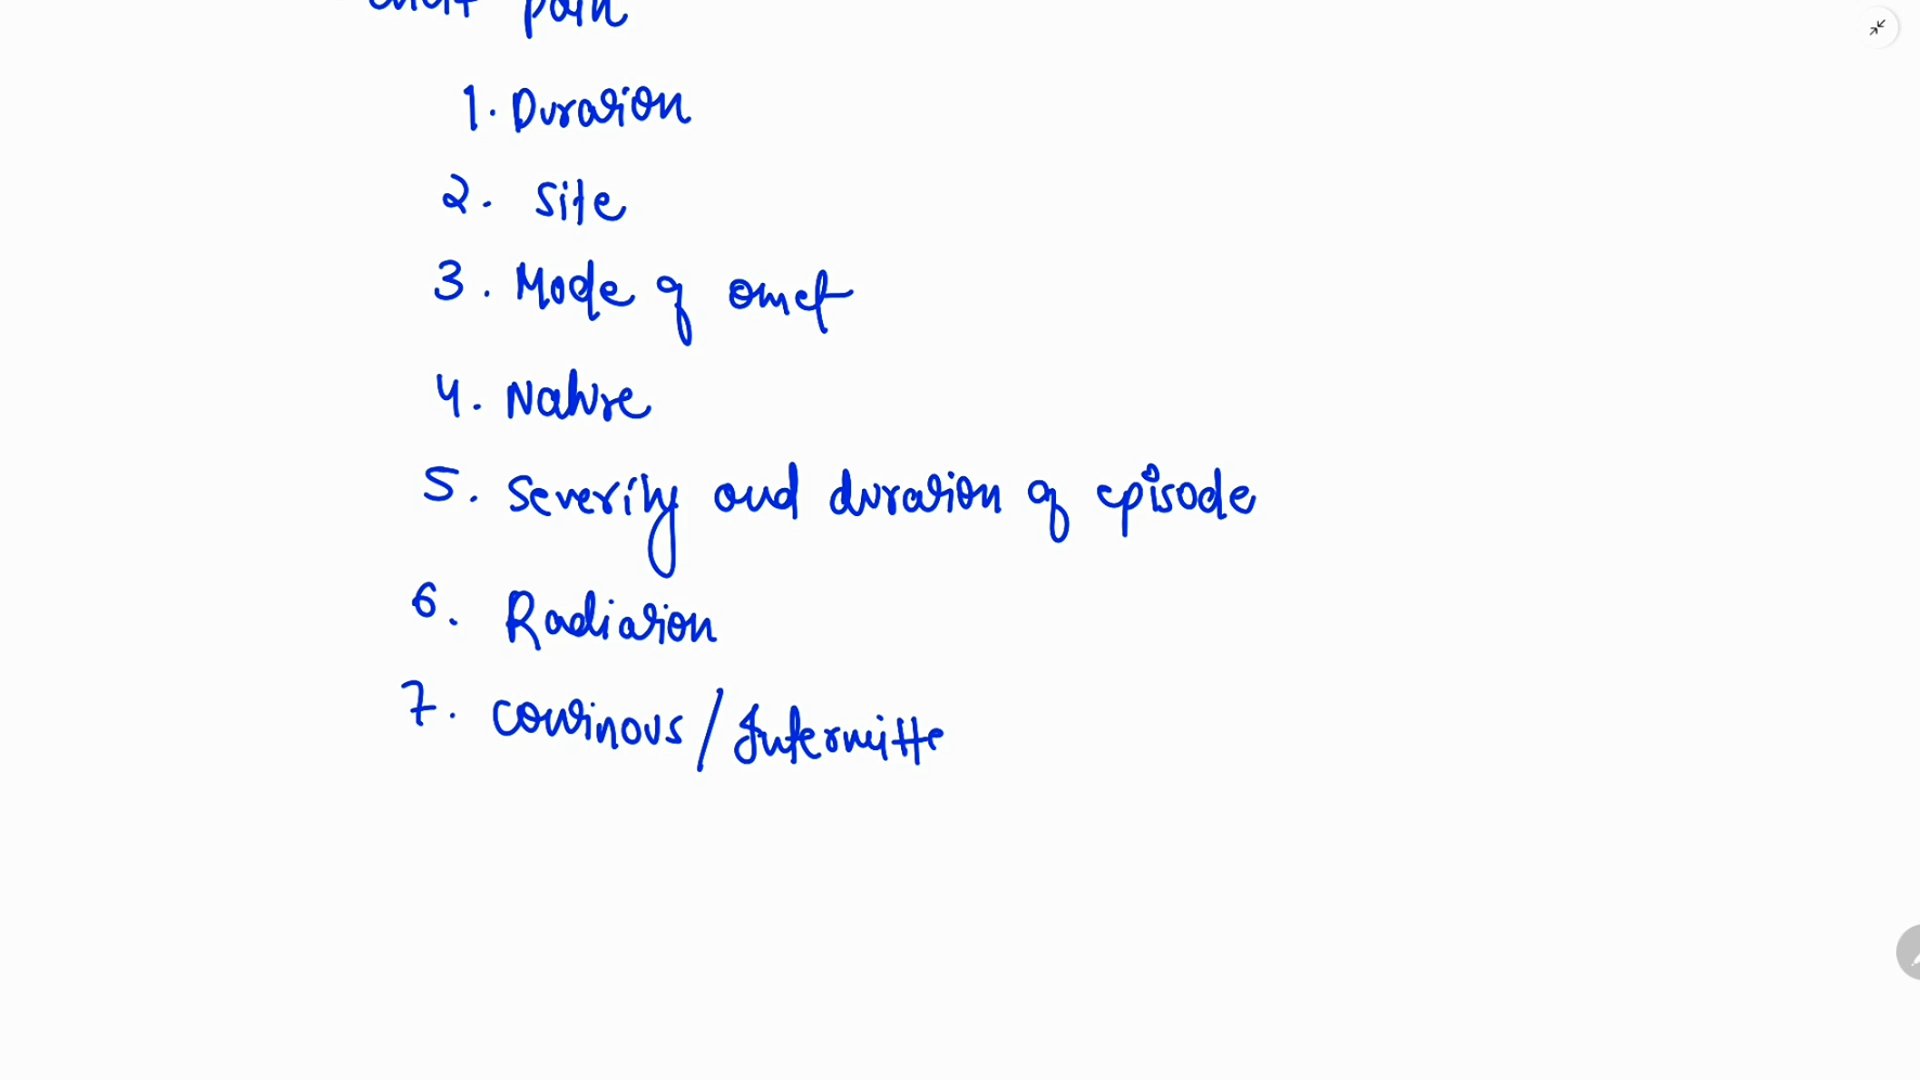 pain
1. Duration
2. Site
3. Mode of onset
4. Nature
5. Severity and duration of episode
6. Radiation
7. Continous/Intermitte